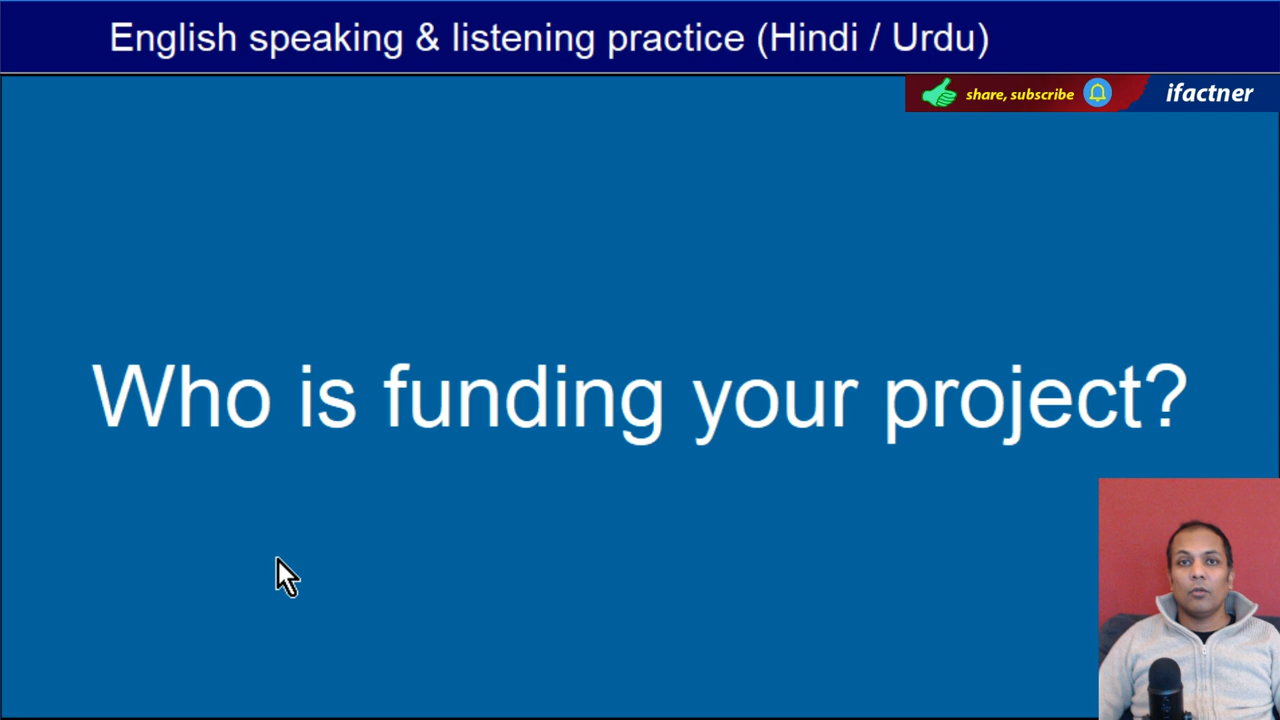 English speaking & listening practice (Hindi / Urdu)
share, subscribe
ifactner
Who is funding your project?